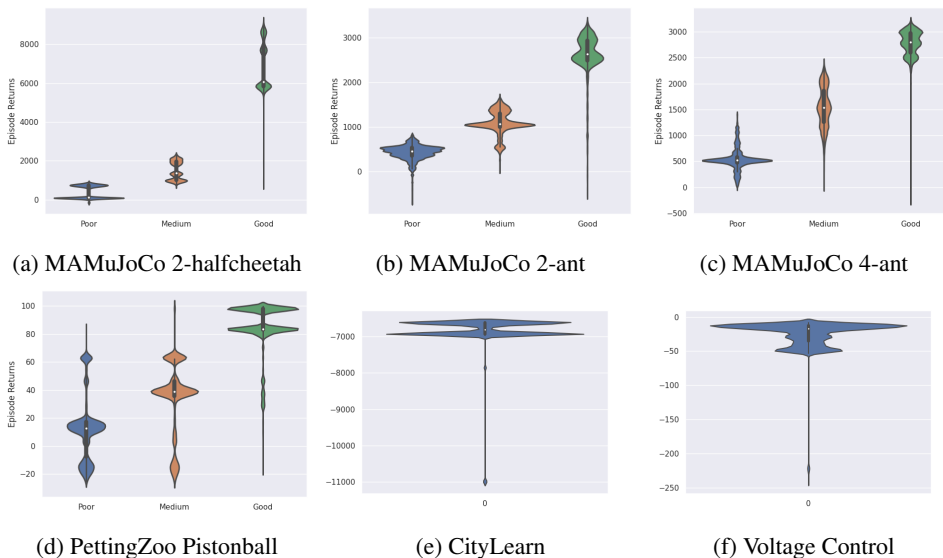 Episode Returns
8000
6000
4000
2000
0
Poor Medium Good
(a) MAMuJoCo 2-halfcheetah
Episode Returns
3000
2000
1000
0
Poor Medium Good
(b) MAMuJoCo 2-ant
Episode Returns
3000
2500
2000
1500
1000
500
0
−500
Poor Medium Good
(c) MAMuJoCo 4-ant
Episode Returns
100
80
60
40
20
0
−20
Poor Medium Good
(d) PettingZoo Pistonball
−7000
−8000
−9000
−10000
−11000
0
(e) CityLearn
0
−50
−100
−150
−200
−250
0
(f) Voltage Control